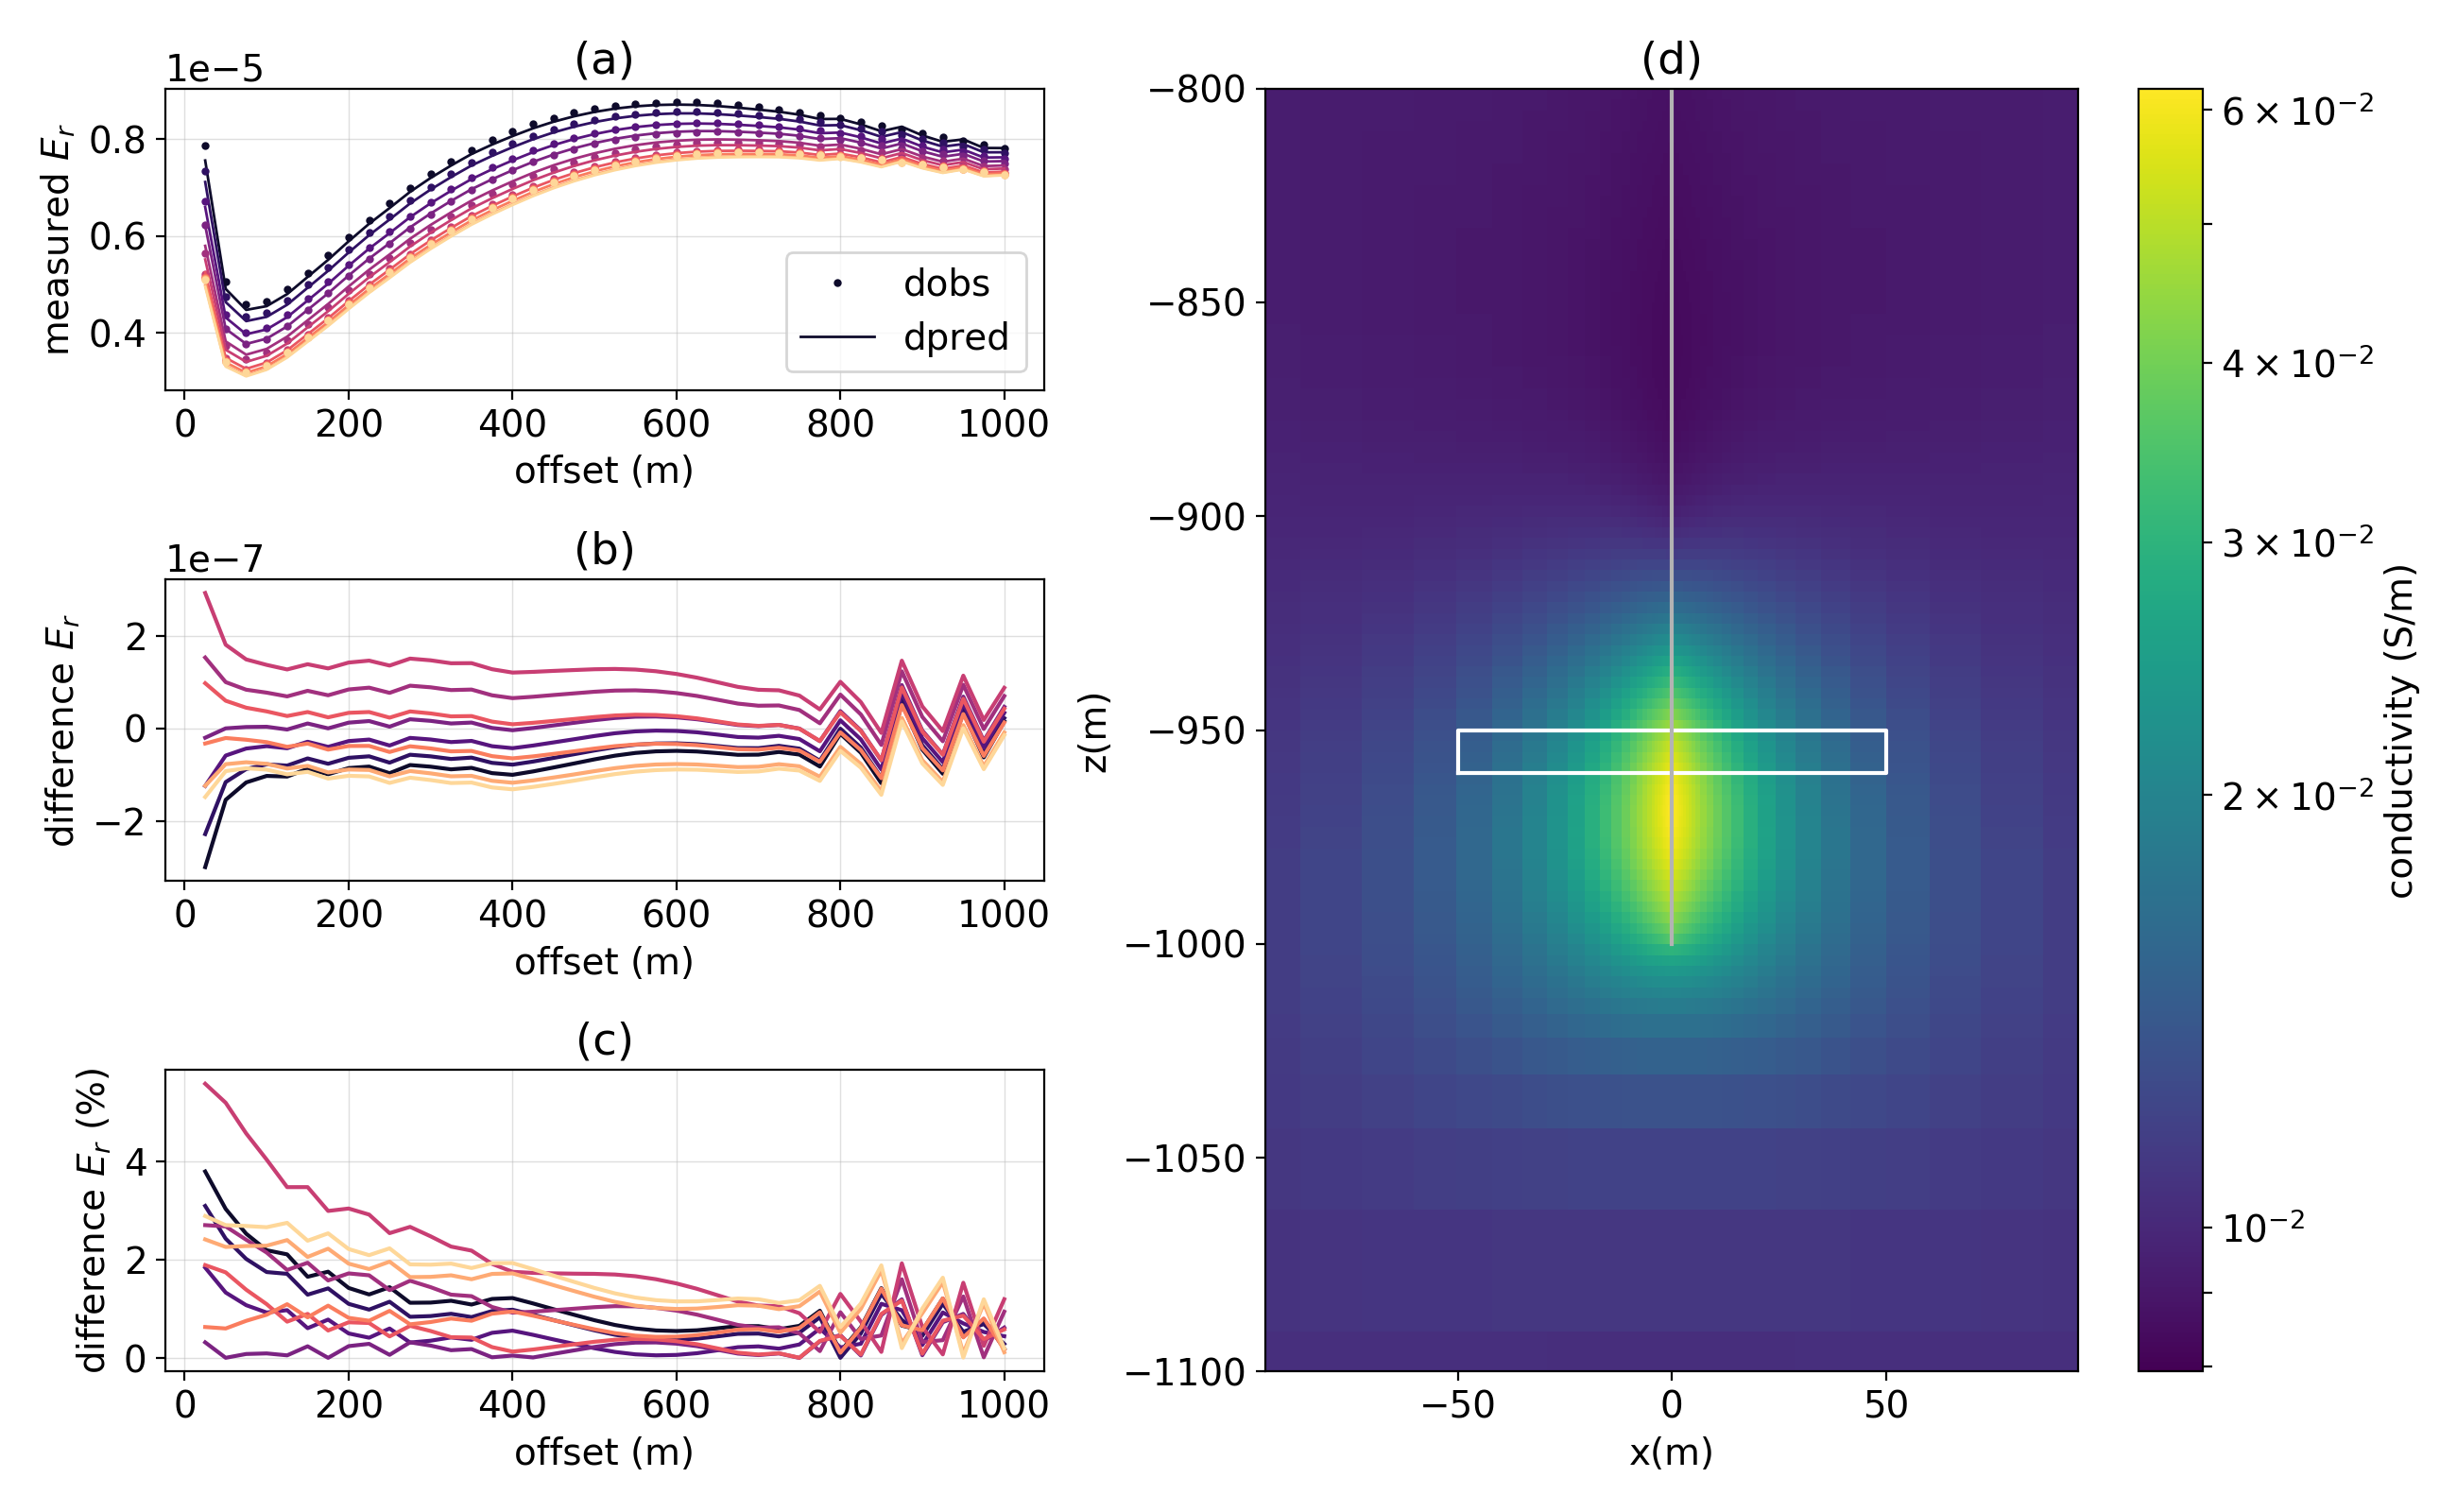 (a)
1e−5
measured E_r
0.8
0.6
0.4
dobs
dpred
0 200 400 600 800 1000
offset (m)
(b)
1e−7
difference E_r
2
0
−2
0 200 400 600 800 1000
offset (m)
(c)
difference E_r (%)
4
2
0
0 200 400 600 800 1000
offset (m)
(d)
z(m)
−800
−850
−900
−950
−1000
−1050
−1100
−50 0 50
x(m)
6 × 10⁻²
4 × 10⁻²
3 × 10⁻²
2 × 10⁻²
10⁻²
conductivity (S/m)